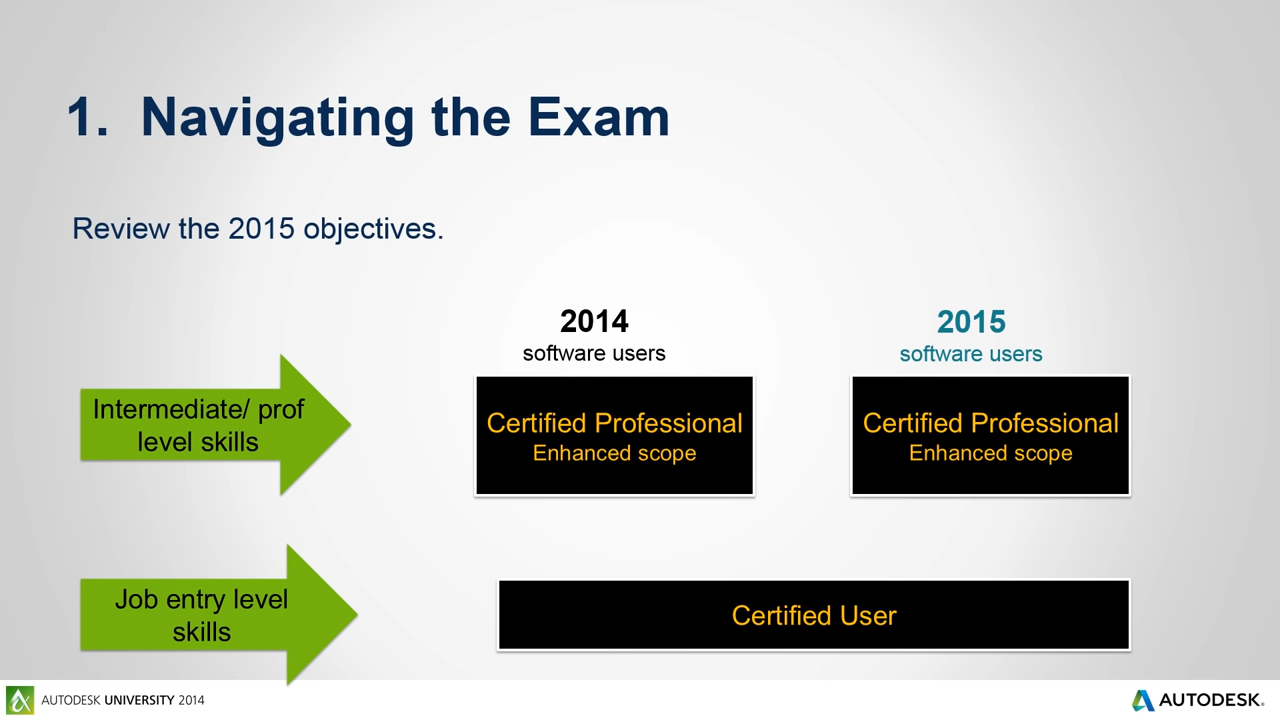 1. Navigating the Exam
Review the 2015 objectives.
2014
software users
2015
software users
Intermediate/ prof
level skills
Certified Professional
Enhanced scope
Certified Professional
Enhanced scope
Job entry level
skills
Certified User
AUTODESK UNIVERSITY 2014
AUTODESK®